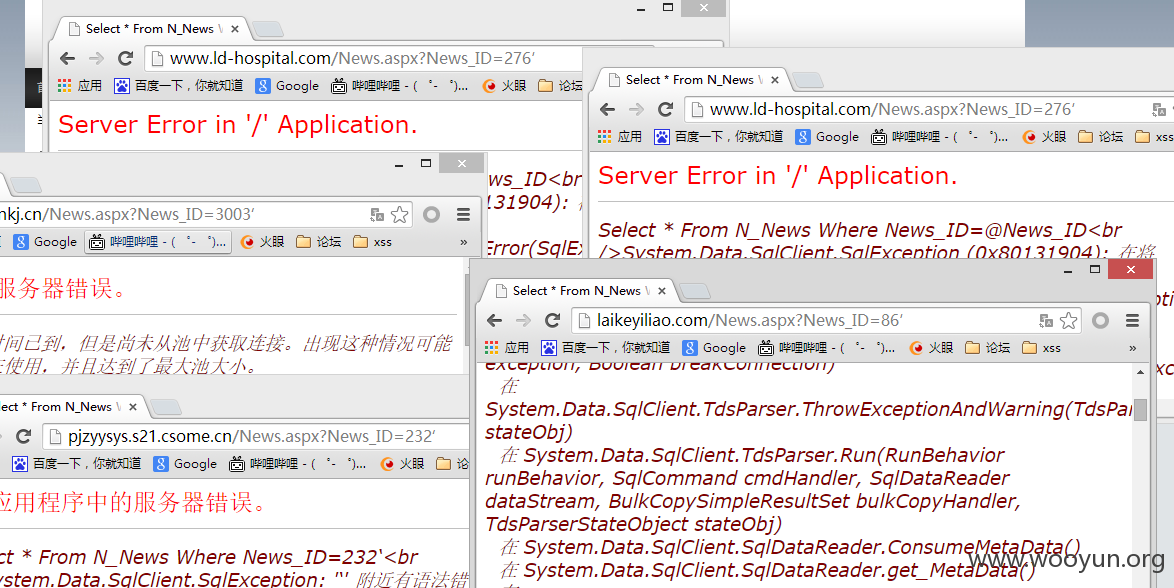 Select * From N_News W
www.ld-hospital.com/News.aspx?News_ID=276'
应用 百度一下，你就知道 Google 哔哩哔哩 - ( ゜- ゜)... 火眼 论坛
Server Error in '/' Application.
ws_ID<br
31904):
Error(SqlEx
Select * From N_News W
www.ld-hospital.com/News.aspx?News_ID=276'
应用 百度一下，你就知道 Google 哔哩哔哩 - ( ゜- ゜)... 火眼 论坛 xss
Server Error in '/' Application.
Select * From N_News Where News_ID=@News_ID<br
/>System.Data.SqlClient.SqlException (0x80131904): 在将
nkj.cn/News.aspx?News_ID=3003'
Google 哔哩哔哩 - ( ゜- ゜)... 火眼 论坛 xss »
服务器错误。
时间已到，但是尚未从池中获取连接。出现这种情况可能
使用，并且达到了最大池大小。
ect * From N_News W
pjzyysys.s21.csome.cn/News.aspx?News_ID=232'
百度一下，你就知道 Google 哔哩哔哩 - ( ゜- ゜)... 火眼 论
应用程序中的服务器错误。
ct * From N_News Where News_ID=232'<br
ystem.Data.SqlClient.SqlException: "' 附近有语法错
Select * From N_News W
laikeyiliao.com/News.aspx?News_ID=86'
应用 百度一下，你就知道 Google 哔哩哔哩 - ( ゜- ゜)... 火眼 论坛 xss »
exception, Boolean breakConnection)
在
System.Data.SqlClient.TdsParser.ThrowExceptionAndWarning(TdsPar
stateObj)
在 System.Data.SqlClient.TdsParser.Run(RunBehavior
runBehavior, SqlCommand cmdHandler, SqlDataReader
dataStream, BulkCopySimpleResultSet bulkCopyHandler,
TdsParserStateObject stateObj)
在 System.Data.SqlClient.SqlDataReader.ConsumeMetaData()
在 System.Data.SqlClient.SqlDataReader.get_MetaData()
www.wooyun.org